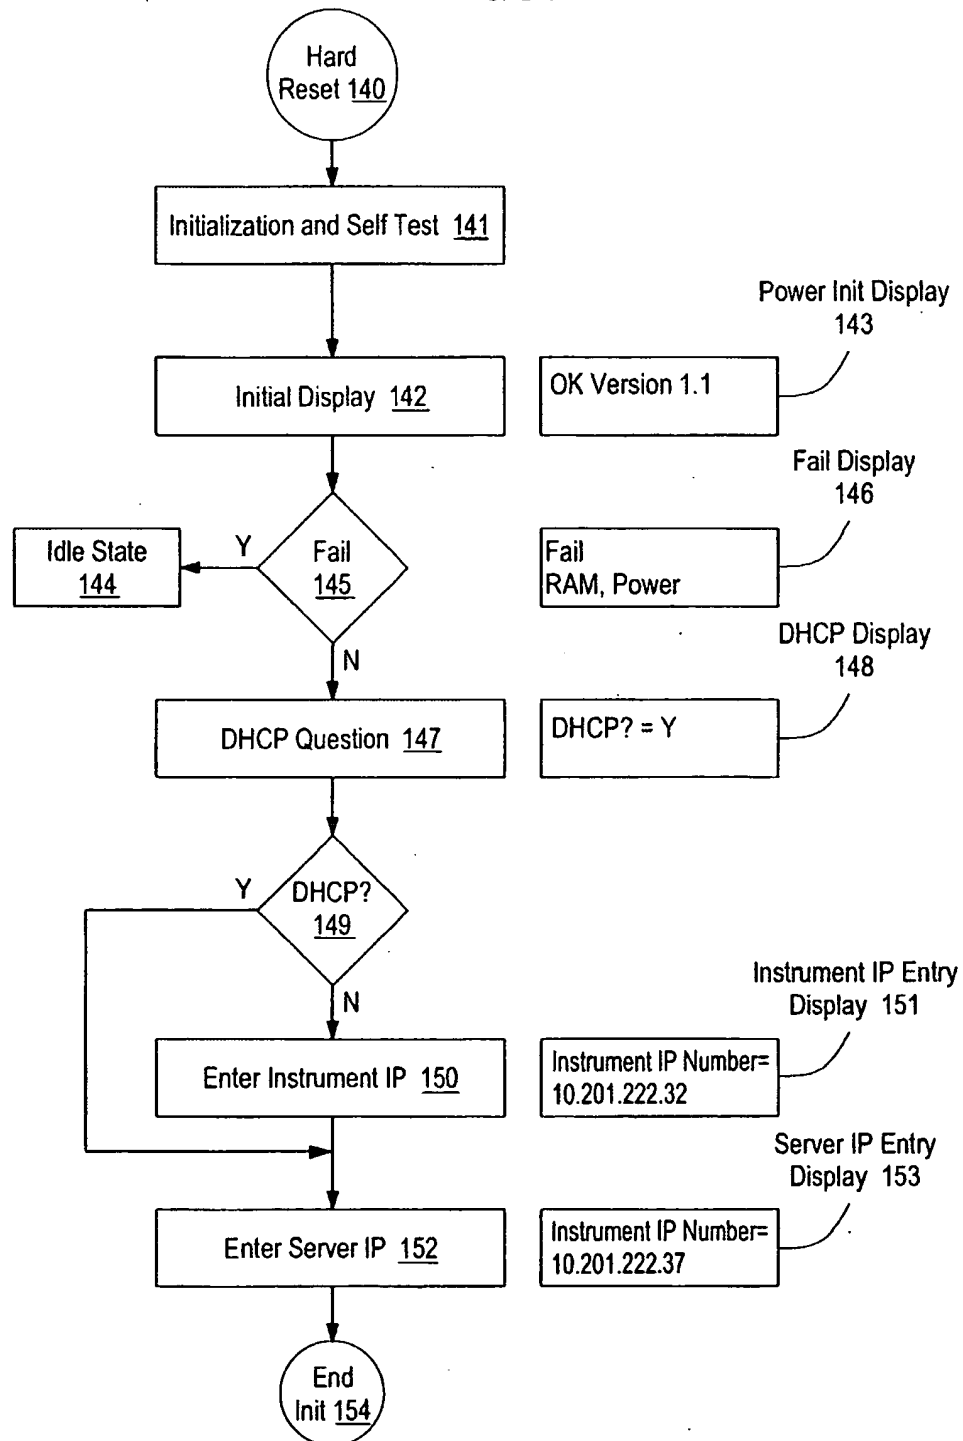 Hard
Reset 140
Initialization and Self Test 141
Power Init Display
143
Initial Display 142
OK Version 1.1
Fail Display
146
Idle State
144
Y
Fail
145
Fail
RAM, Power
N
DHCP Display
148
DHCP Question 147
DHCP? = Y
Y
DHCP?
149
N
Instrument IP Entry
Display 151
Enter Instrument IP 150
Instrument IP Number=
10.201.222.32
Server IP Entry
Display 153
Enter Server IP 152
Instrument IP Number=
10.201.222.37
End
Init 154